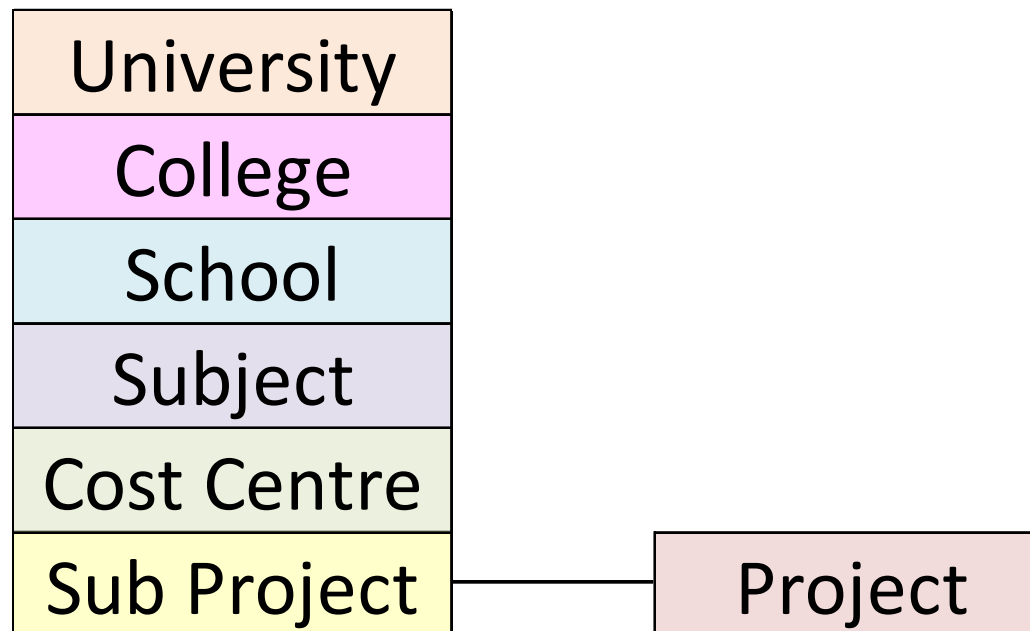 University
College
School
Subject
Cost Centre
Sub Project
Project